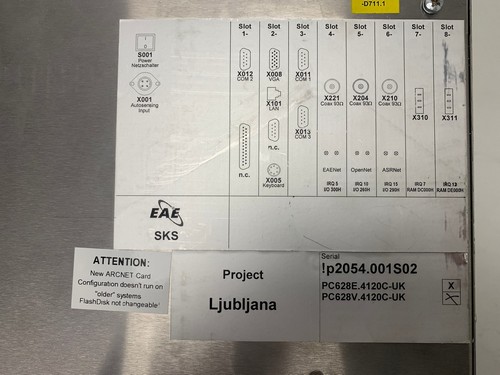 -D711.1
Slot 1-
Slot 2-
Slot 3-
Slot 4-
Slot 5-
Slot 6-
Slot 7-
Slot 8-
S001
Power
Netzschalter
X001
Autosensing
Input
X012
COM 2
n.c.
X008
VGA
X101
LAN
n.c.
X005
Keyboard
X011
COM 1
X013
COM 3
X221
Coax 93Ω
EAENet
IRQ 5
I/O 300H
X204
Coax 93Ω
OpenNet
IRQ 10
I/O 260H
X210
Coax 93Ω
ASRNet
IRQ 15
I/O 290H
X310
IRQ 7
RAM DC000H
X311
IRQ 13
RAM DE000H
EAE
SKS
ATTENTION:
New ARCNET Card
Configuration doesn't run on
"older" systems
FlashDisk not changeable!
Project
Ljubljana
Serial
!p2054.001S02
PC628E.4120C-UK X
PC628V.4120C-UK